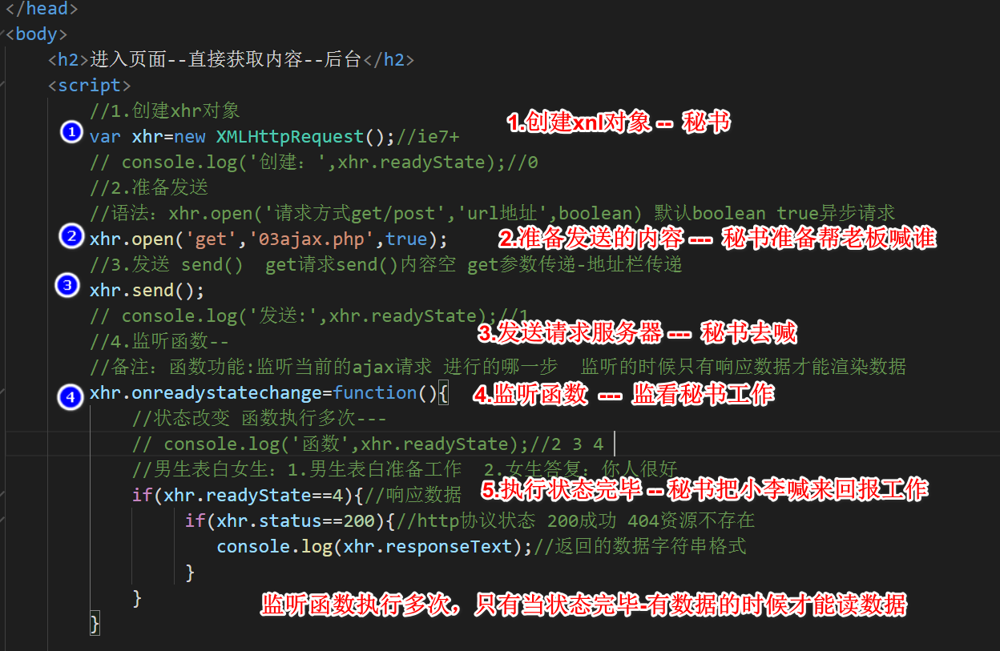 </head>
<body>
<h2>进入页面--直接获取内容--后台</h2>
<script>
//1.创建xhr对象
1.创建xnl对象 -- 秘书
1 var xhr=new XMLHttpRequest();//ie7+
// console.log('创建：',xhr.readyState);//0
//2.准备发送
//语法：xhr.open('请求方式get/post','url地址',boolean) 默认boolean true异步请求
2 xhr.open('get','03ajax.php',true); 2.准备发送的内容 --- 秘书准备帮老板喊谁
//3.发送 send() get请求send()内容空 get参数传递-地址栏传递
3 xhr.send();
// console.log('发送:',xhr.readyState);//1
3.发送请求服务器 --- 秘书去喊
//4.监听函数--
//备注：函数功能:监听当前的ajax请求 进行的哪一步 监听的时候只有响应数据才能渲染数据
4 xhr.onreadystatechange=function(){ 4.监听函数 --- 监看秘书工作
//状态改变 函数执行多次---
// console.log('函数',xhr.readyState);//2 3 4
//男生表白女生：1.男生表白准备工作 2.女生答复：你人很好
if(xhr.readyState==4){//响应数据 5.执行状态完毕 -- 秘书把小李喊来回报工作
if(xhr.status==200){//http协议状态 200成功 404资源不存在
console.log(xhr.responseText);//返回的数据字符串格式
}
}
监听函数执行多次，只有当状态完毕-有数据的时候才能读数据
}